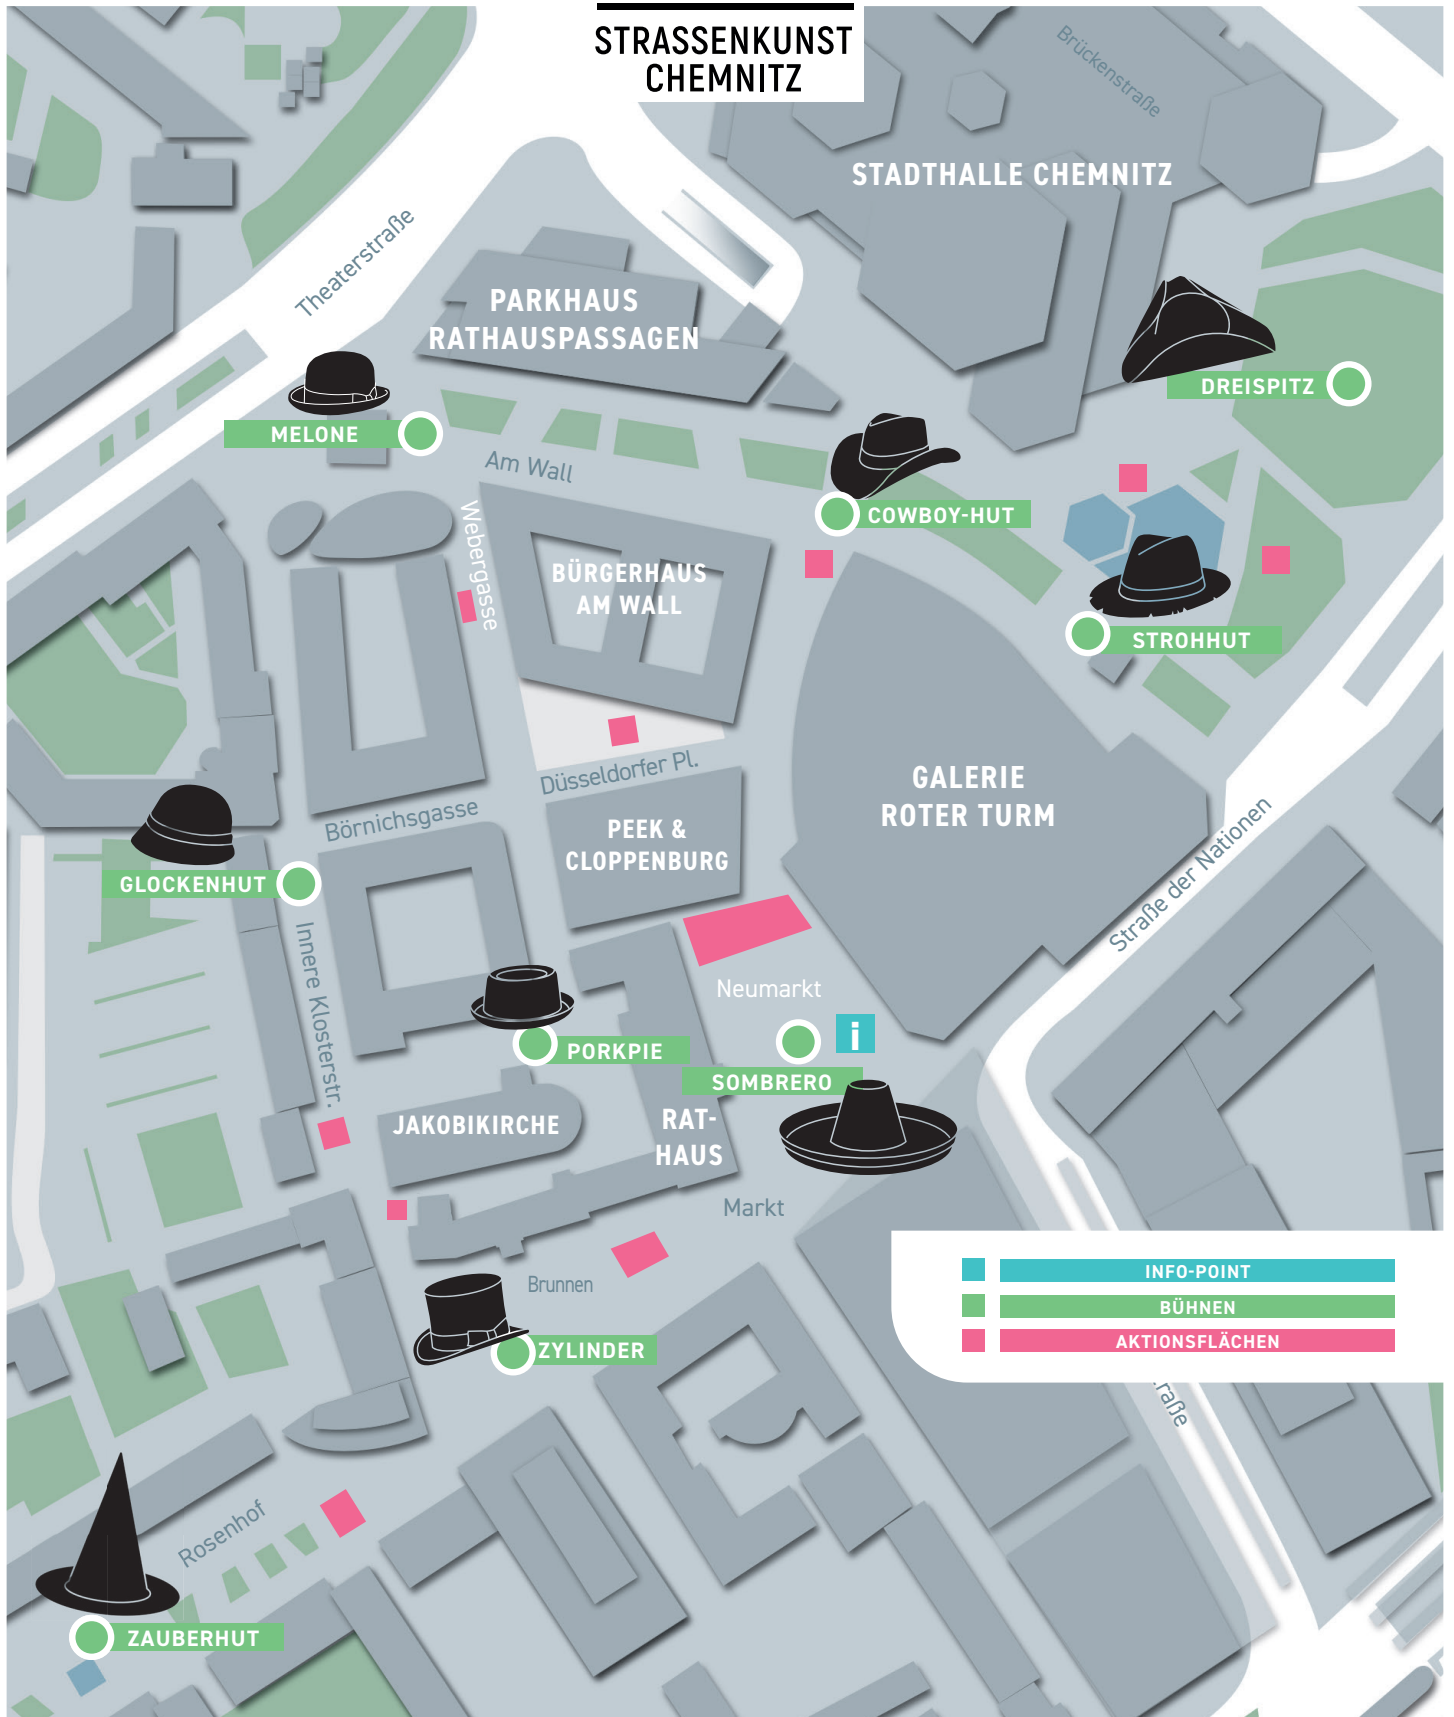 STRASSENKUNST
CHEMNITZ
Brückenstraße
STADTHALLE CHEMNITZ
Theaterstraße
PARKHAUS
RATHAUSPASSAGEN
DREISPITZ
MELONE
Am Wall
COWBOY-HUT
Webergasse
BÜRGERHAUS
AM WALL
STROHHUT
Düsseldorfer Pl.
GALERIE
ROTER TURM
Börnichsgasse
PEEK &
CLOPPENBURG
Straße der Nationen
GLOCKENHUT
Innere Klosterstr.
Neumarkt
i
PORKPIE
SOMBRERO
JAKOBIKIRCHE
RAT-
HAUS
Markt
Brunnen
INFO-POINT
BÜHNEN
AKTIONSFLÄCHEN
ZYLINDER
raße
Rosenhof
ZAUBERHUT